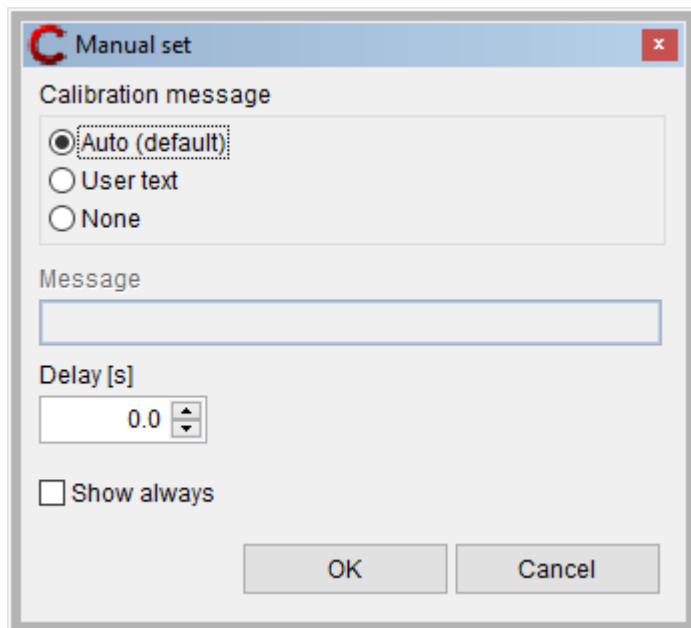 Manual set
Calibration message
Auto (default)
User text
None
Message
Delay [s]
0.0
Show always
OK Cancel